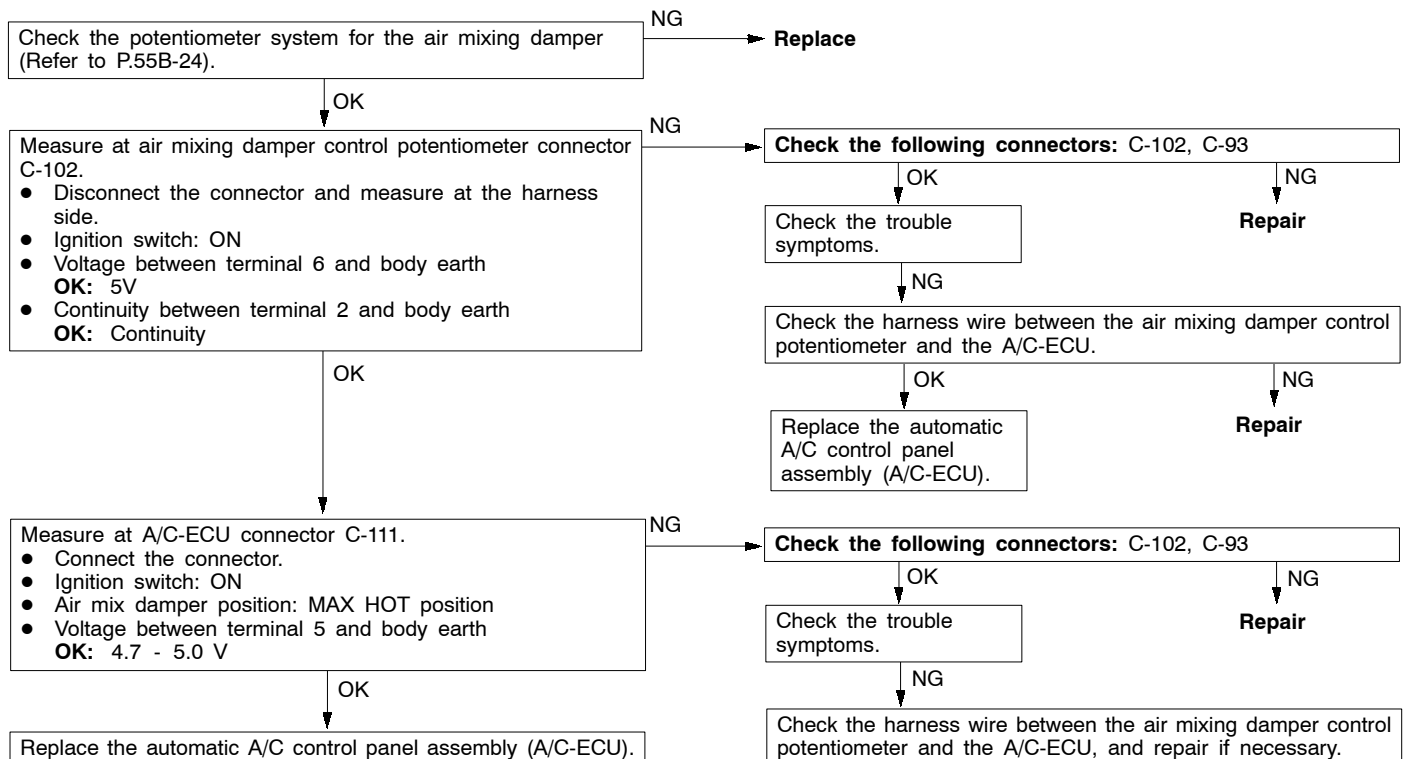 Check the potentiometer system for the air mixing damper
(Refer to P.55B-24).
NG
Replace
OK
Measure at air mixing damper control potentiometer connector
C-102.
● Disconnect the connector and measure at the harness
side.
● Ignition switch: ON
● Voltage between terminal 6 and body earth
OK: 5V
● Continuity between terminal 2 and body earth
OK: Continuity
NG
Check the following connectors: C-102, C-93
OK
NG
Check the trouble
symptoms.
Repair
NG
Check the harness wire between the air mixing damper control
potentiometer and the A/C-ECU.
OK
NG
Replace the automatic
A/C control panel
assembly (A/C-ECU).
Repair
OK
Measure at A/C-ECU connector C-111.
● Connect the connector.
● Ignition switch: ON
● Air mix damper position: MAX HOT position
● Voltage between terminal 5 and body earth
OK: 4.7 - 5.0 V
NG
Check the following connectors: C-102, C-93
OK
NG
Check the trouble
symptoms.
Repair
NG
Check the harness wire between the air mixing damper control
potentiometer and the A/C-ECU, and repair if necessary.
OK
Replace the automatic A/C control panel assembly (A/C-ECU).